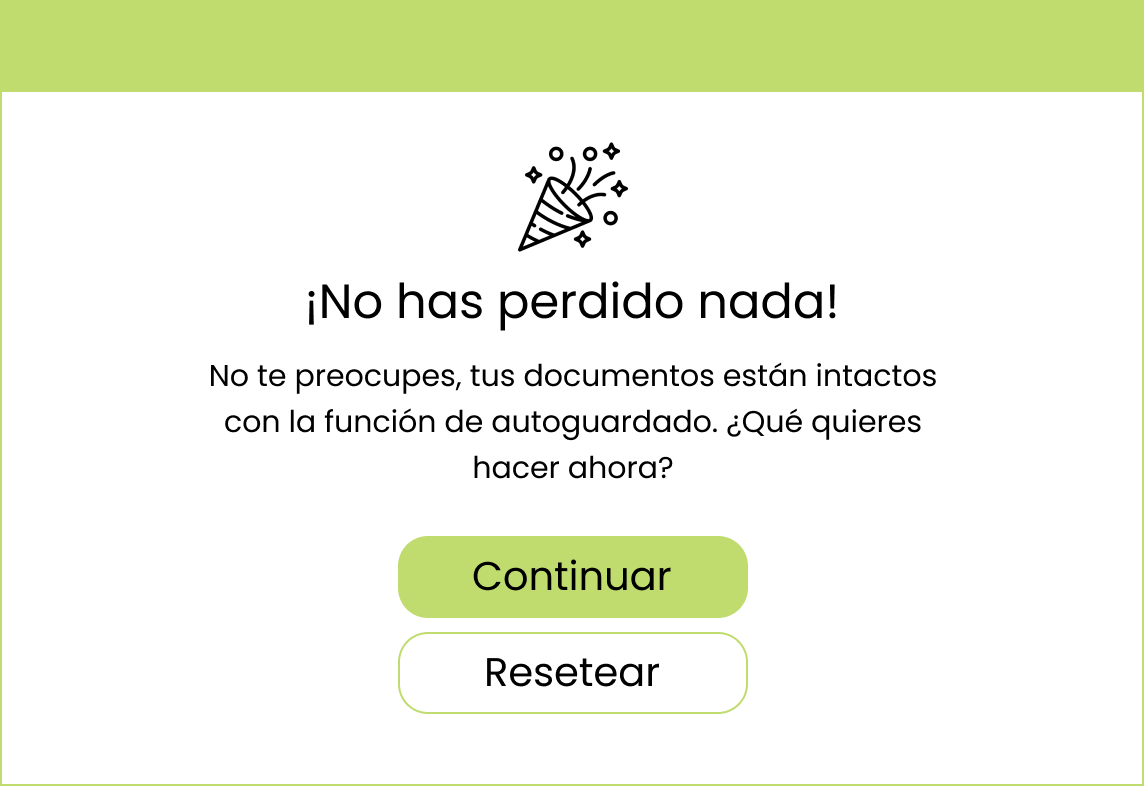 ¡No has perdido nada!
No te preocupes, tus documentos están intactos
con la función de autoguardado. ¿Qué quieres
hacer ahora?
Continuar
Resetear